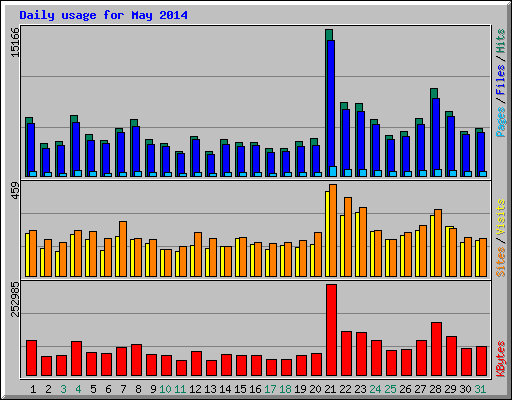 Daily usage for May 2014
15166
Pages / Files / Hits
459
Sites / Visits
252985
KBytes
1 2 3 4 5 6 7 8 9 10 11 12 13 14 15 16 17 18 19 20 21 22 23 24 25 26 27 28 29 30 31